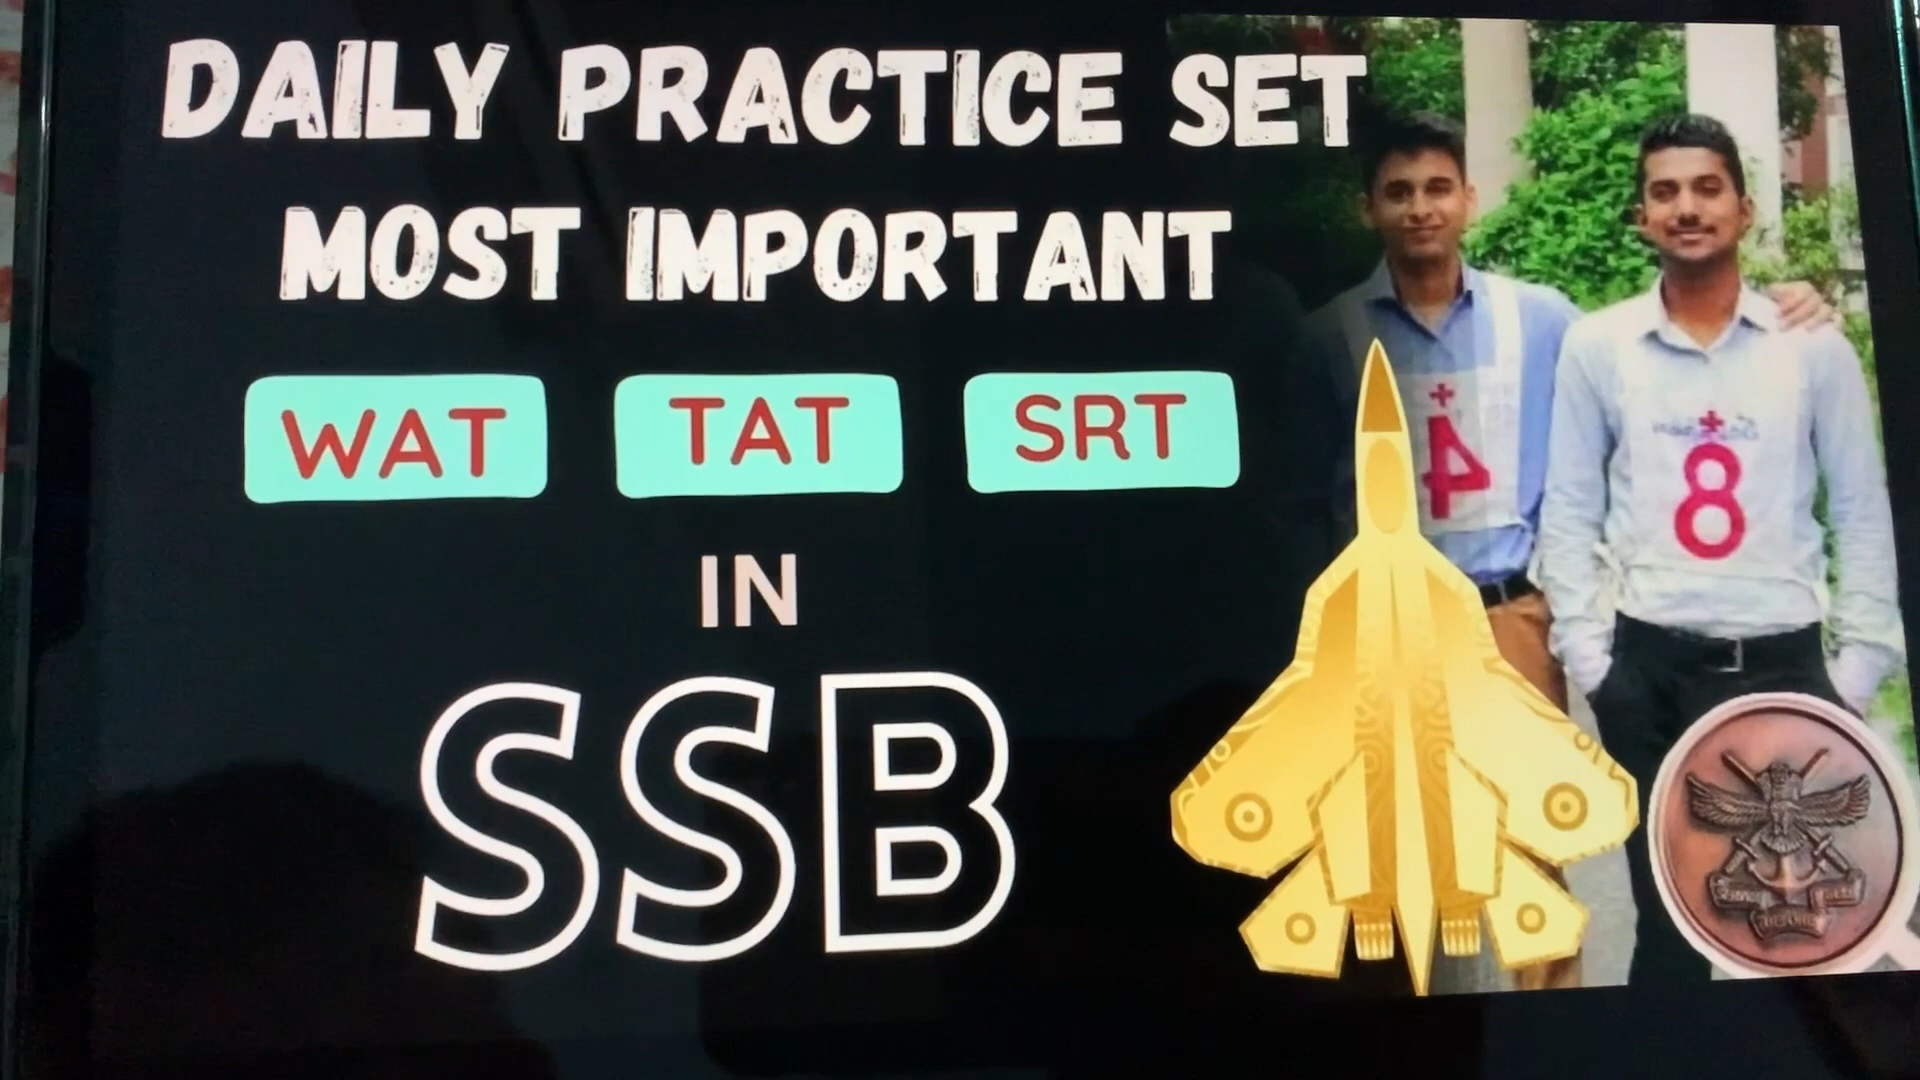 DAILY PRACTICE SET
MOST IMPORTANT
WAT TAT SRT
IN
SSB
4
8